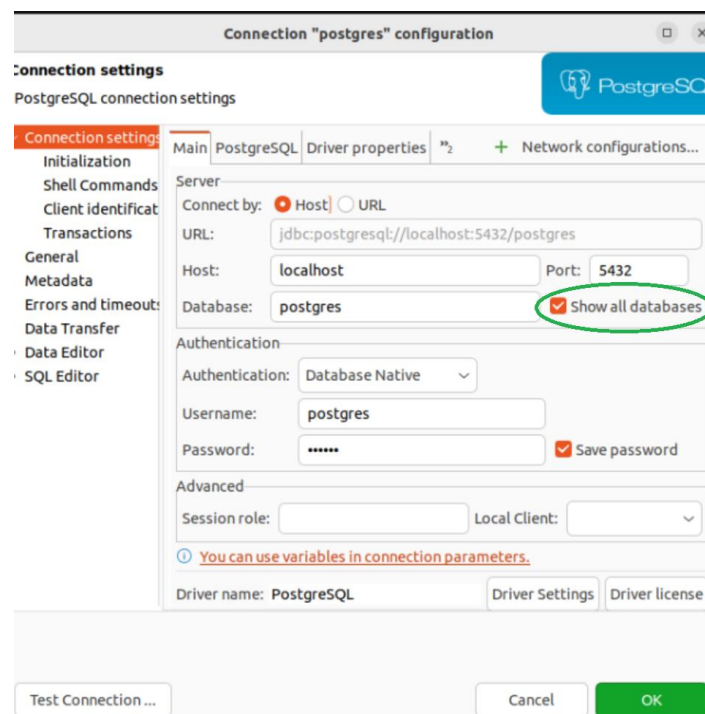 Connection "postgres" configuration
Connection settings
PostgreSQL connection settings
PostgreSQ
Connection settings
Initialization
Shell Commands
Client identificat
Transactions
General
Metadata
Errors and timeouts
Data Transfer
Data Editor
SQL Editor
Main PostgreSQL Driver properties »2 + Network configurations...
Server
Connect by: Host URL
URL: jdbc:postgresql://localhost:5432/postgres
Host: localhost Port: 5432
Database: postgres Show all databases
Authentication
Authentication: Database Native
Username: postgres
Password: •••••• Save password
Advanced
Session role: Local Client:
You can use variables in connection parameters.
Driver name: PostgreSQL Driver Settings Driver license
Test Connection ... Cancel OK